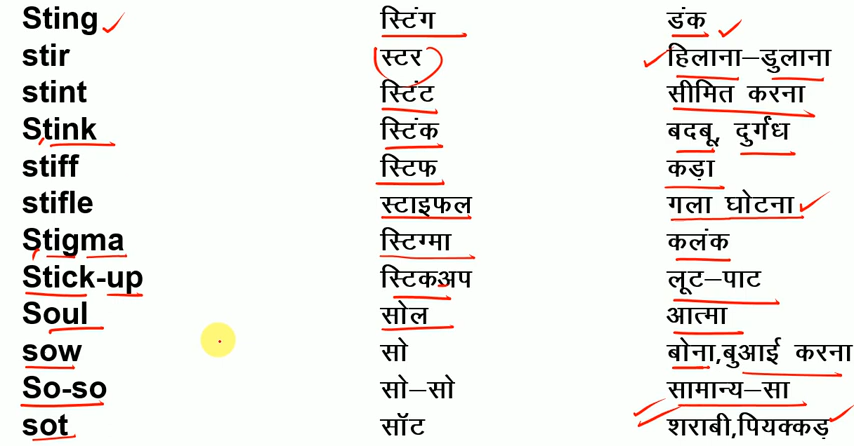 Sting स्टिंग डंक
stir स्टर हिलाना–डुलाना
stint स्टिंट सीमित करना
Stink स्टिंक बदबू, दुर्गंध
stiff स्टिफ कड़ा
stifle स्टाइफल गला घोटना
Stigma स्टिग्मा कलंक
Stick-up स्टिकअप लूट–पाट
Soul सोल आत्मा
sow सो बोना,बुआई करना
So-so सो–सो सामान्य–सा
sot सॉट शराबी,पियक्कड़